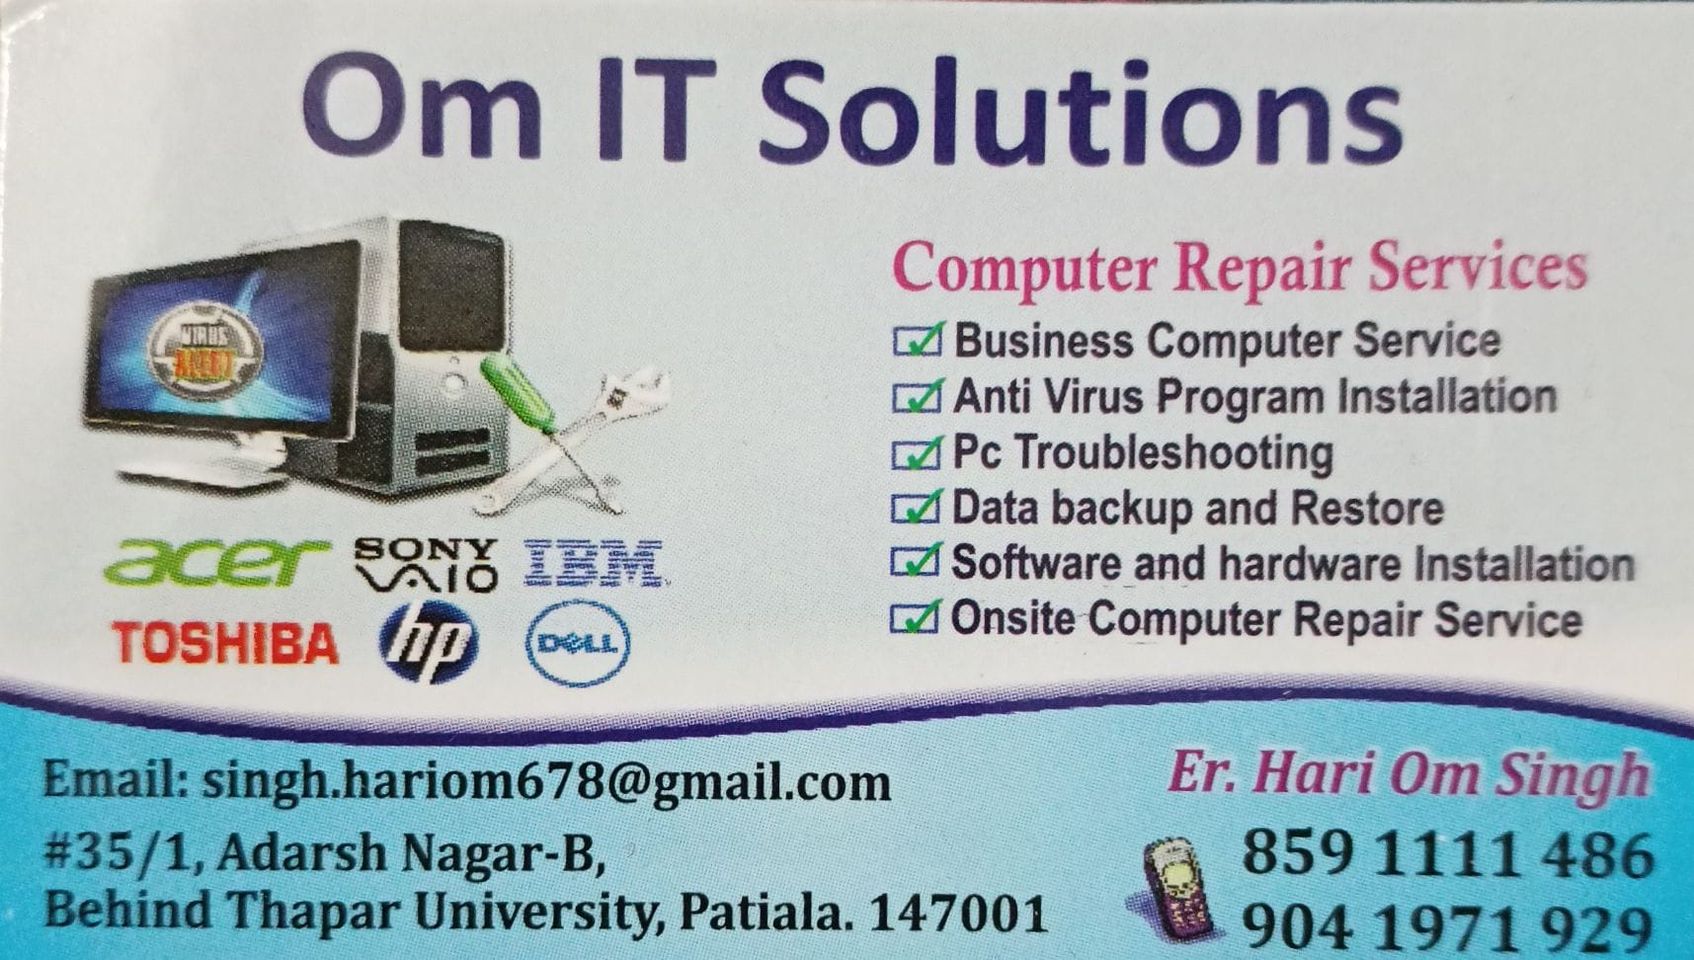 Om IT Solutions
Computer Repair Services
Business Computer Service
Anti Virus Program Installation
Pc Troubleshooting
Data backup and Restore
Software and hardware Installation
Onsite Computer Repair Service
VIRUS
ALERT
acer SONY VAIO IBM
TOSHIBA hp DELL
Email: singh.hariom678@gmail.com
#35/1, Adarsh Nagar-B,
Behind Thapar University, Patiala. 147001
Er. Hari Om Singh
859 1111 486
904 1971 929